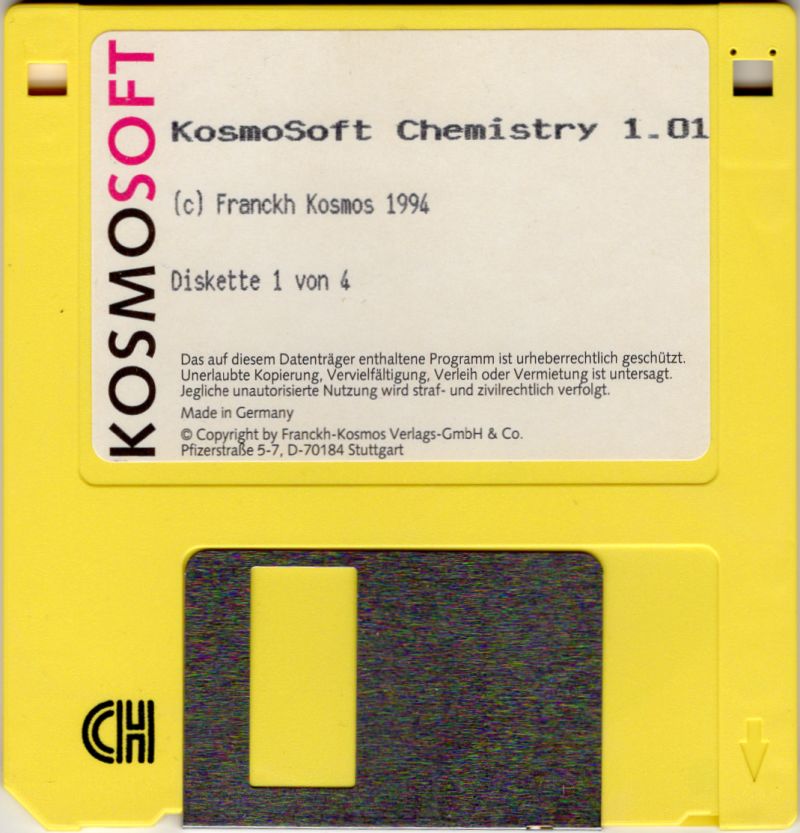 KOSMOSOFT
KosmoSoft Chemistry 1.01
(c) Franckh Kosmos 1994
Diskette 1 von 4
Das auf diesem Datenträger enthaltene Programm ist urheberrechtlich geschützt.
Unerlaubte Kopierung, Vervielfältigung, Verleih oder Vermietung ist untersagt.
Jegliche unautorisierte Nutzung wird straf- und zivilrechtlich verfolgt.
Made in Germany
© Copyright by Franckh-Kosmos Verlags-GmbH & Co.
Pfizerstraße 5-7, D-70184 Stuttgart
CH